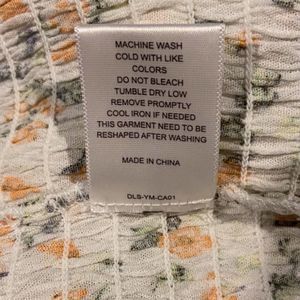 MACHINE WASH
COLD WITH LIKE
COLORS
DO NOT BLEACH
TUMBLE DRY LOW
REMOVE PROMPTLY
COOL IRON IF NEEDED
THIS GARMENT NEED TO BE
RESHAPED AFTER WASHING
MADE IN CHINA
DLS-YM-CA01